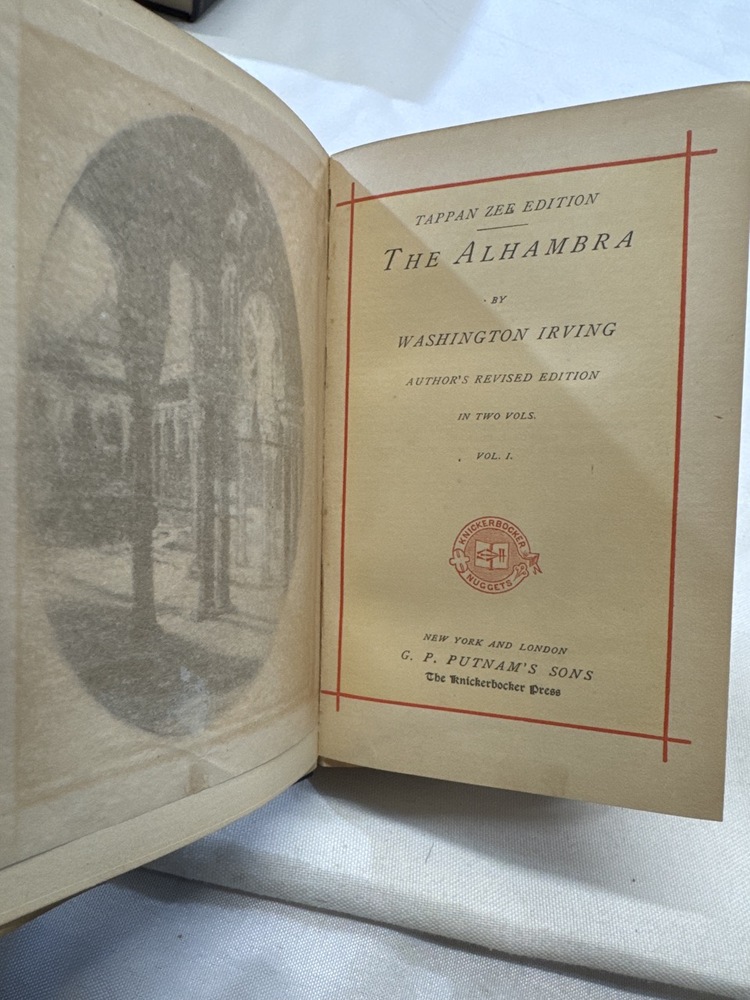 TAPPAN ZEE EDITION
THE ALHAMBRA
BY
WASHINGTON IRVING
AUTHOR'S REVISED EDITION
IN TWO VOLS.
VOL. I.
KNICKERBOCKER
NUGGETS
NEW YORK AND LONDON
G. P. PUTNAM'S SONS
The Knickerbocker Press